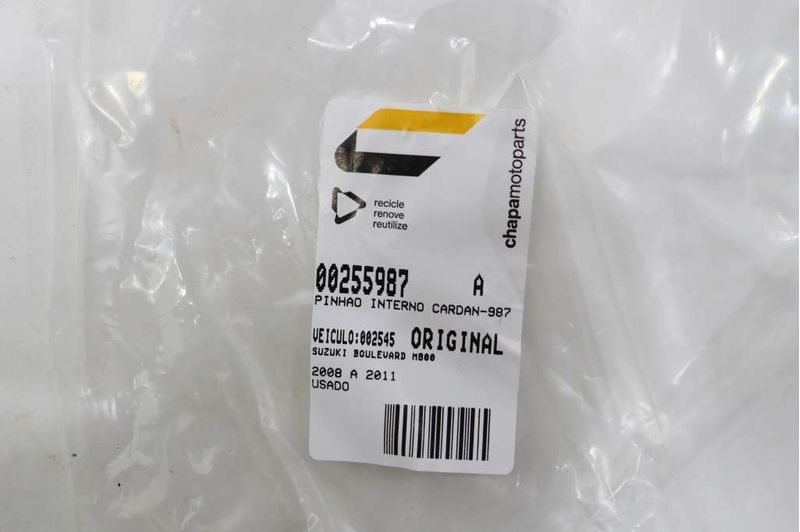 chapamotoparts
recicle
renove
reutilize
00255987 A
PINHAO INTERNO CARDAN-987
VEICULO:002545 ORIGINAL
SUZUKI BOULEVARD M800
2008 A 2011
USADO